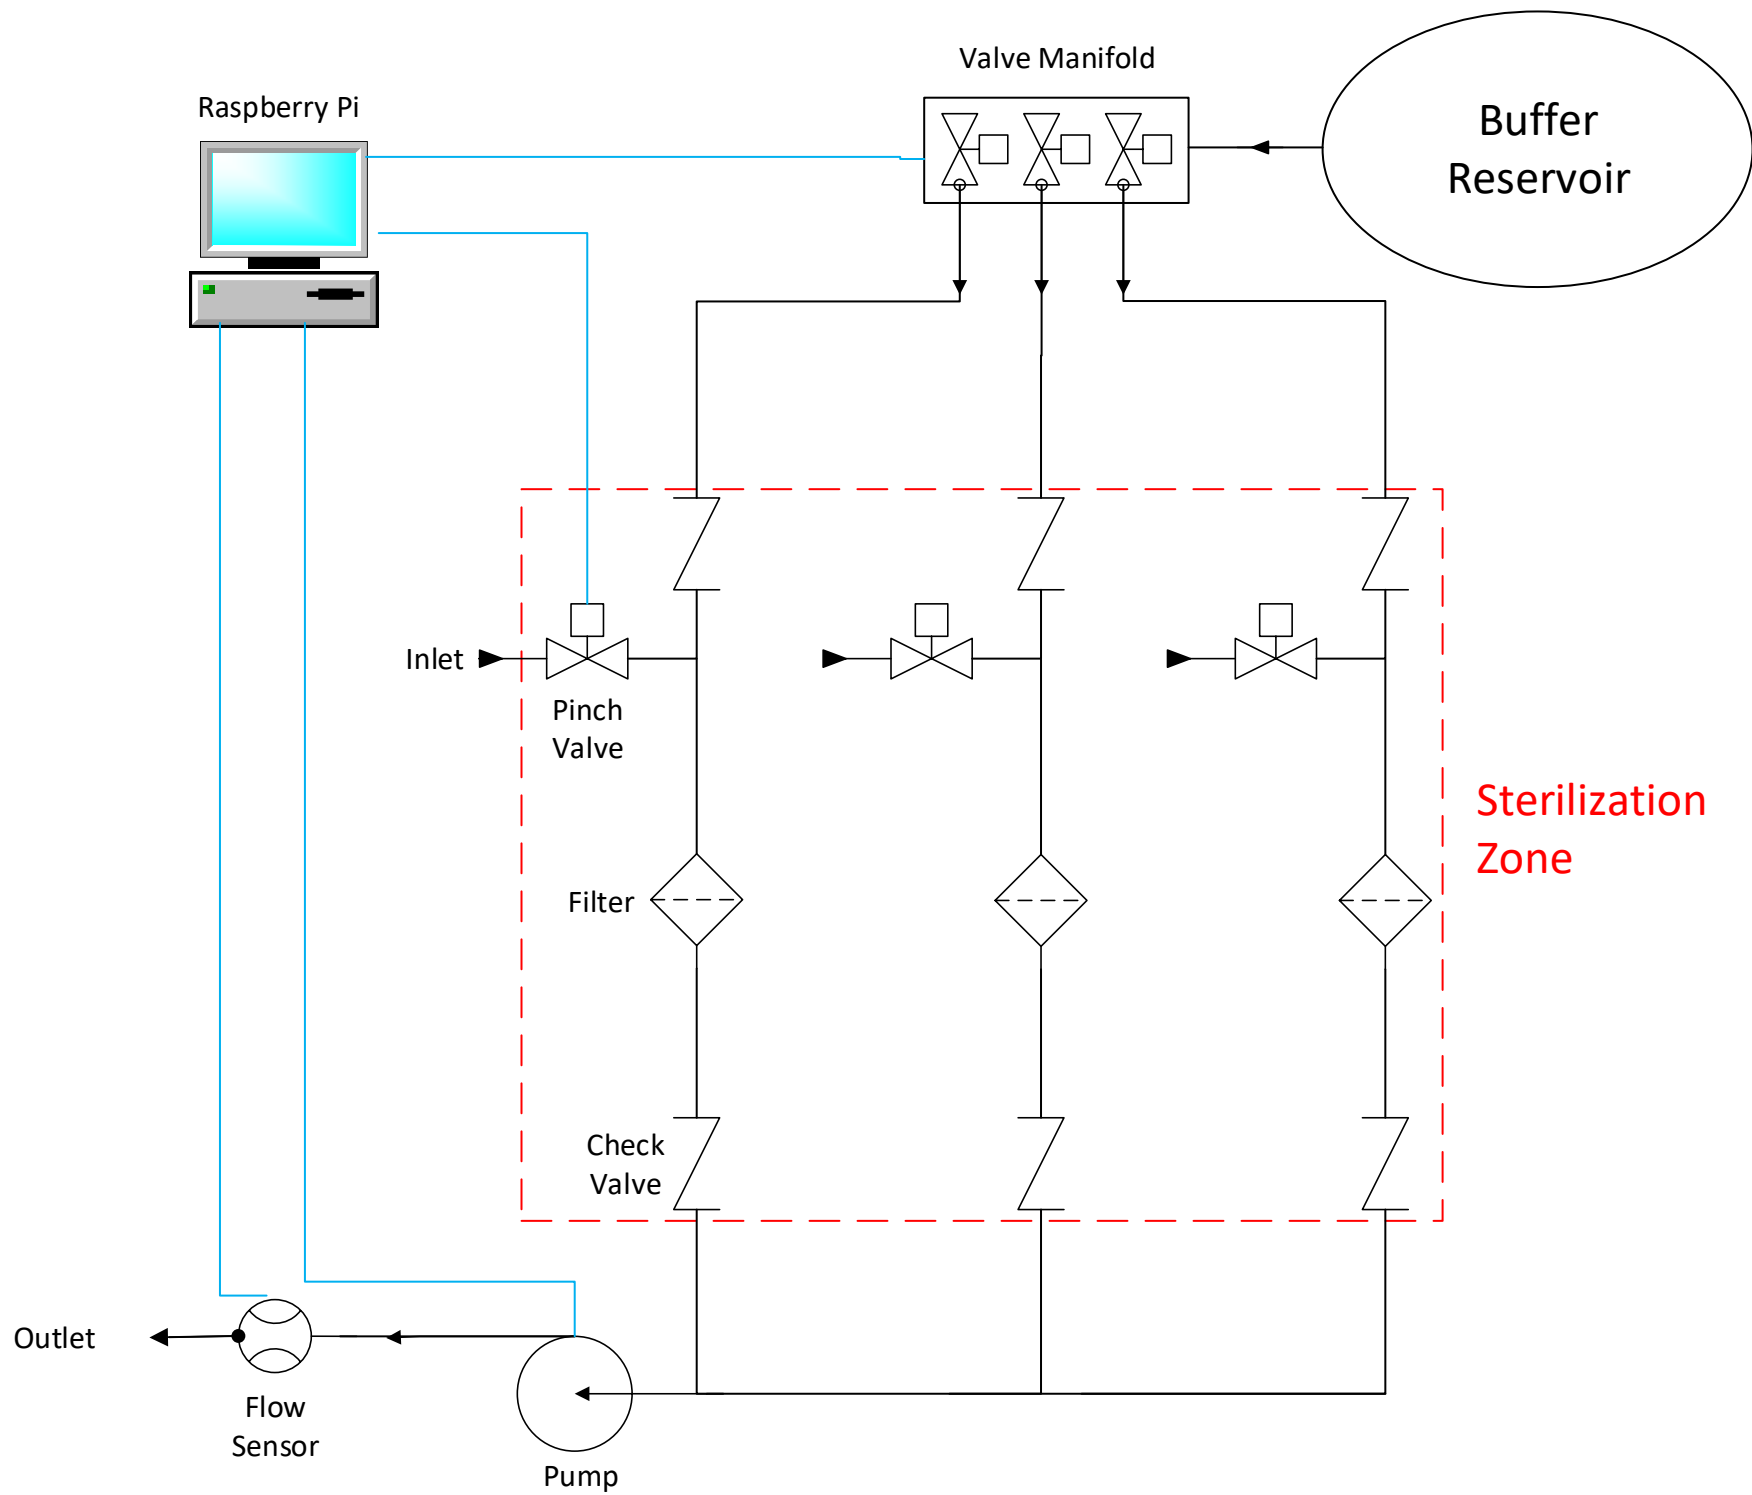 Valve Manifold
Raspberry Pi
Buffer
Reservoir
Inlet
Pinch
Valve
Sterilization
Zone
Filter
Check
Valve
Outlet
Flow
Sensor
Pump